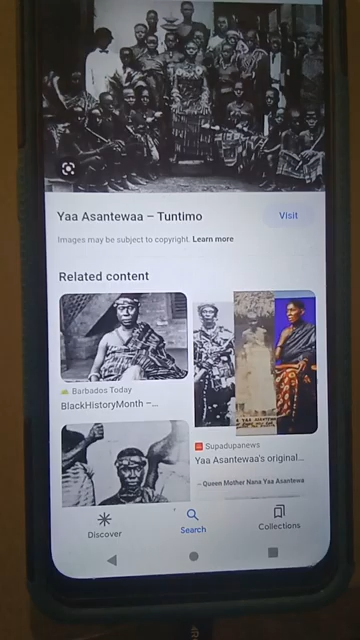 Yaa Asantewaa – Tuntimo
Visit
Images may be subject to copyright. Learn more
Related content
Barbados Today
BlackHistoryMonth –...
Supadupanews
Yaa Asantewaa's original...
– Queen Mother Nana Yaa Asantewa
Discover
Search
Collections